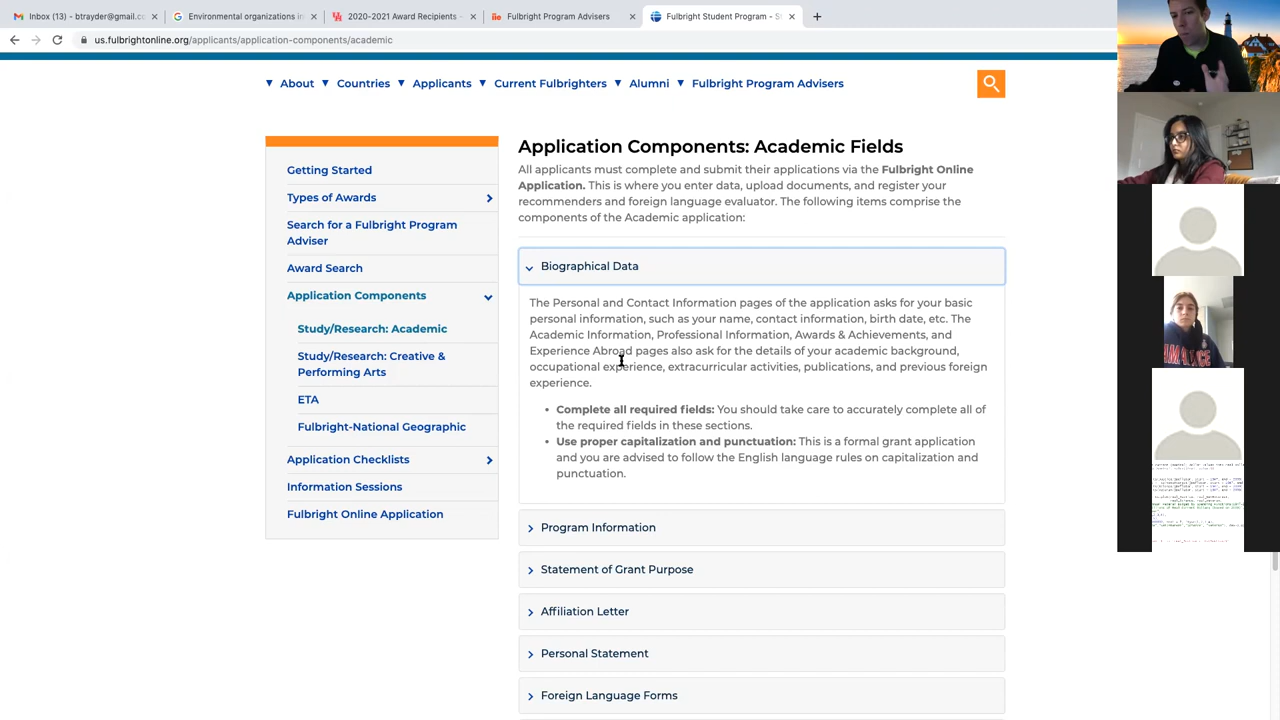 Inbox (13) - btrayder@gmail.co
Environmental organizations in
2020-2021 Award Recipients -
Fulbright Program Advisers
Fulbright Student Program - S
us.fulbrightonline.org/applicants/application-components/academic
About
Countries
Applicants
Current Fulbrighters
Alumni
Fulbright Program Advisers
Getting Started
Types of Awards
Search for a Fulbright Program
Adviser
Award Search
Application Components
Study/Research: Academic
Study/Research: Creative &
Performing Arts
ETA
Fulbright-National Geographic
Application Checklists
Information Sessions
Fulbright Online Application
Application Components: Academic Fields
All applicants must complete and submit their applications via the Fulbright Online
Application. This is where you enter data, upload documents, and register your
recommenders and foreign language evaluator. The following items comprise the
components of the Academic application:
Biographical Data
The Personal and Contact Information pages of the application asks for your basic
personal information, such as your name, contact information, birth date, etc. The
Academic Information, Professional Information, Awards & Achievements, and
Experience Abroad pages also ask for the details of your academic background,
occupational experience, extracurricular activities, publications, and previous foreign
experience.
• Complete all required fields: You should take care to accurately complete all of
the required fields in these sections.
• Use proper capitalization and punctuation: This is a formal grant application
and you are advised to follow the English language rules on capitalization and
punctuation.
Program Information
Statement of Grant Purpose
Affiliation Letter
Personal Statement
Foreign Language Forms